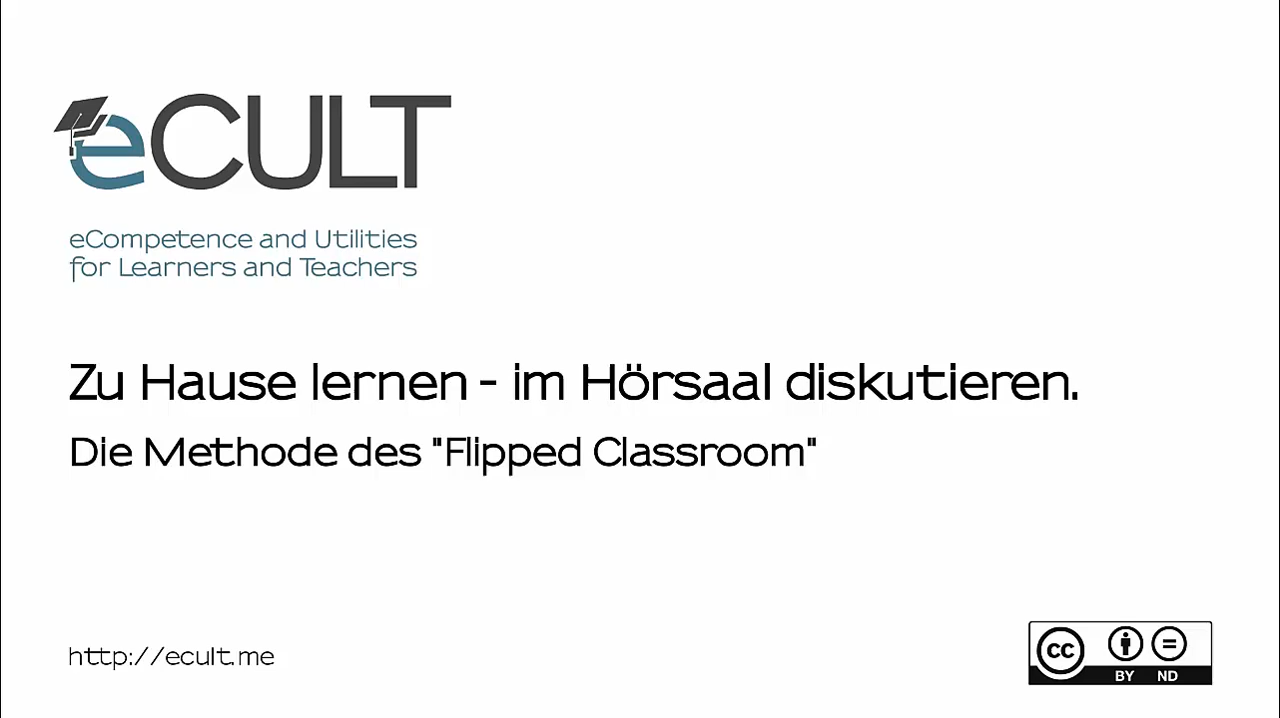 eCULT
eCompetence and Utilities
for Learners and Teachers
Zu Hause lernen - im Hörsaal diskutieren.
Die Methode des "Flipped Classroom"
http://ecult.me
cc
BY ND